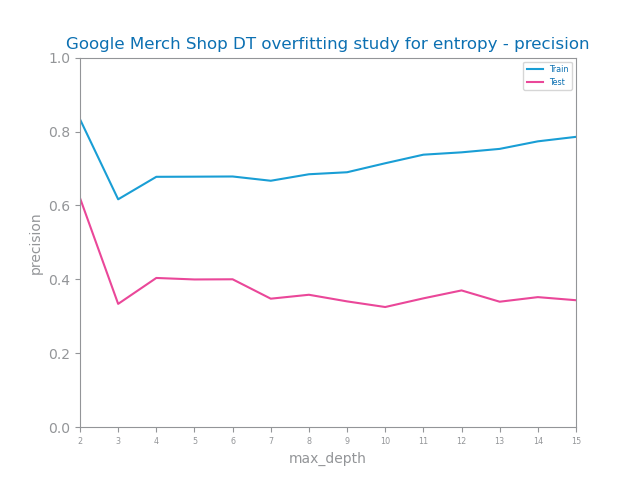 Google Merch Shop DT overfitting study for entropy - precision
Train
Test
1.0
0.8
0.6
0.4
0.2
0.0
precision
2 3 4 5 6 7 8 9 10 11 12 13 14 15
max_depth